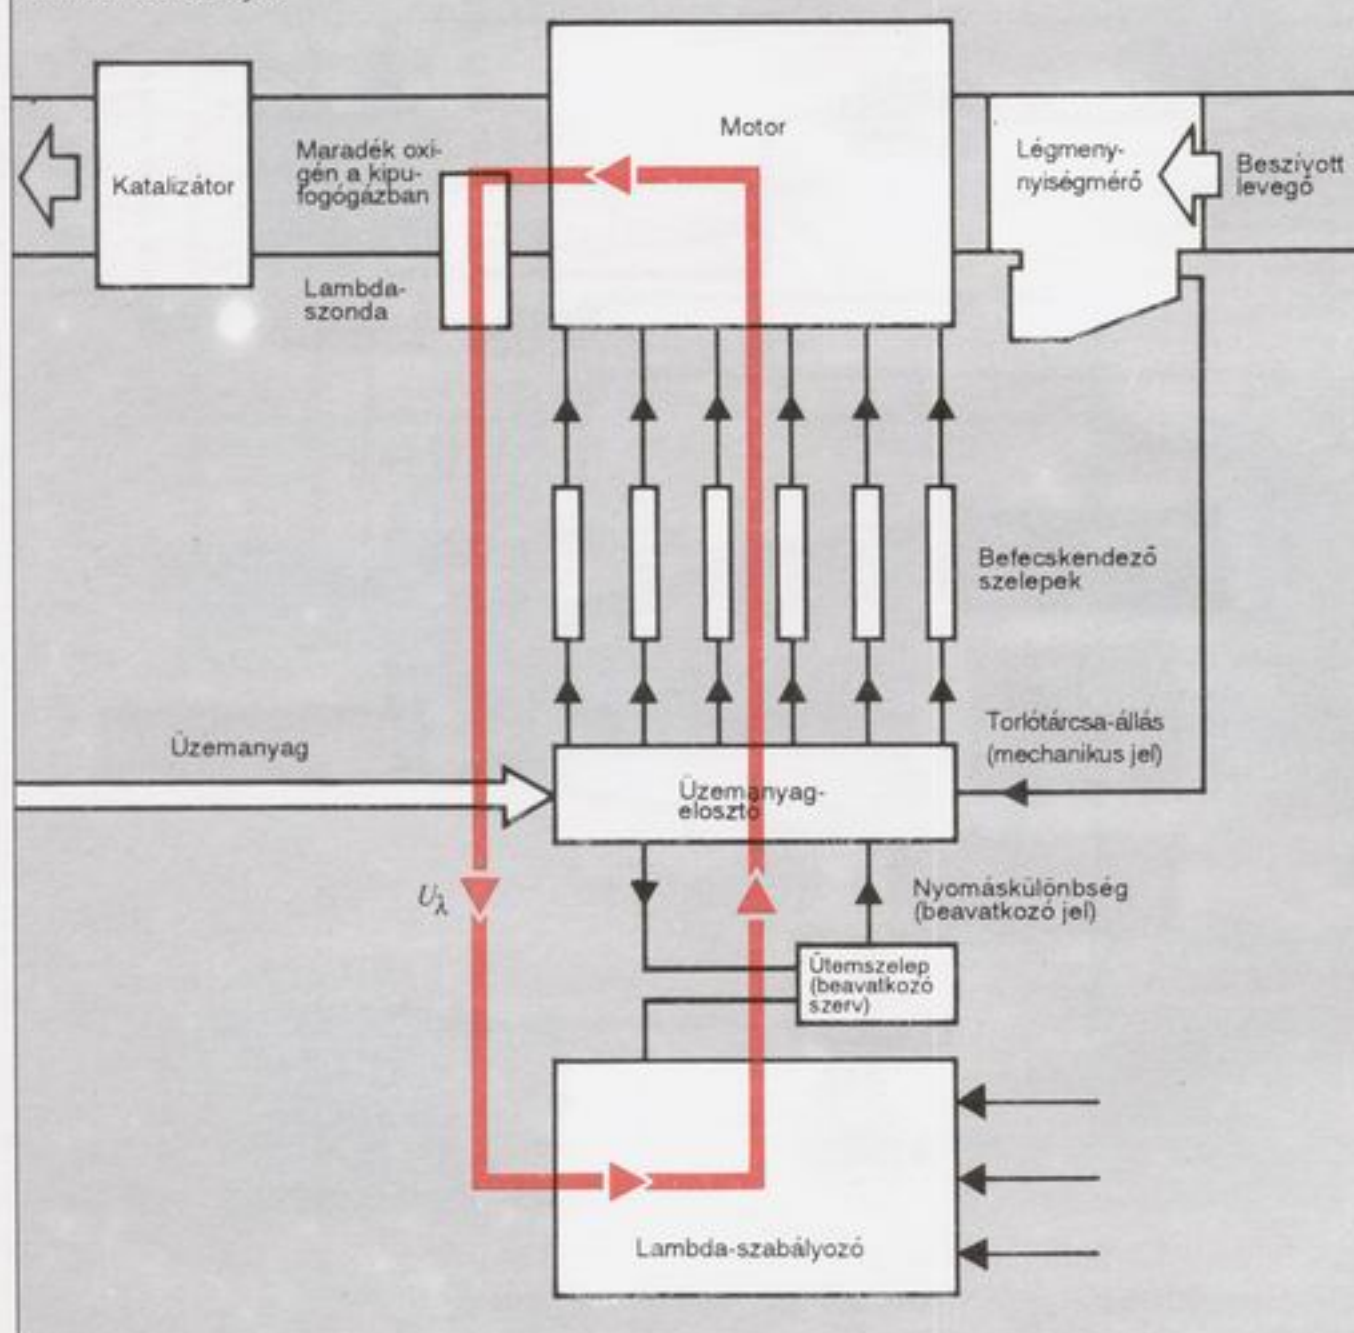 Motor
Katalizátor
Maradék oxi-
gén a kipu-
fogógázban
Légmeny-
nyiségmérő
Beszívott
levegő
Lambda-
szonda
Befecskendező
szelepek
Torlótárcsa-állás
(mechanikus jel)
Üzemanyag
Üzemanyag-
elosztó
Uλ
Nyomáskülönbség
(beavatkozó jel)
Ütemszelep
(beavatkozó
szerv)
Lambda-szabályozó